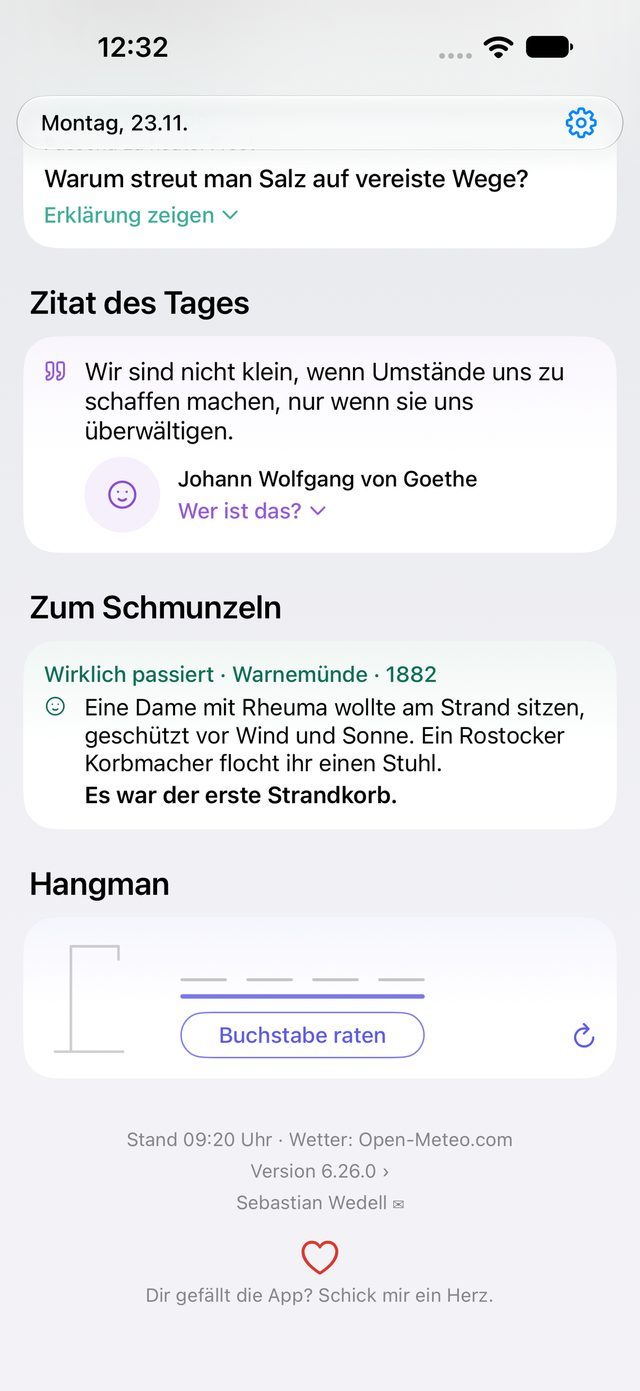 12:32
Montag, 23.11.
Warum streut man Salz auf vereiste Wege?
Erklärung zeigen
Zitat des Tages
Wir sind nicht klein, wenn Umstände uns zu
schaffen machen, nur wenn sie uns
überwältigen.
Johann Wolfgang von Goethe
Wer ist das?
Zum Schmunzeln
Wirklich passiert · Warnemünde · 1882
Eine Dame mit Rheuma wollte am Strand sitzen,
geschützt vor Wind und Sonne. Ein Rostocker
Korbmacher flocht ihr einen Stuhl.
Es war der erste Strandkorb.
Hangman
Buchstabe raten
Stand 09:20 Uhr · Wetter: Open-Meteo.com
Version 6.26.0 ›
Sebastian Wedell ✉
Dir gefällt die App? Schick mir ein Herz.